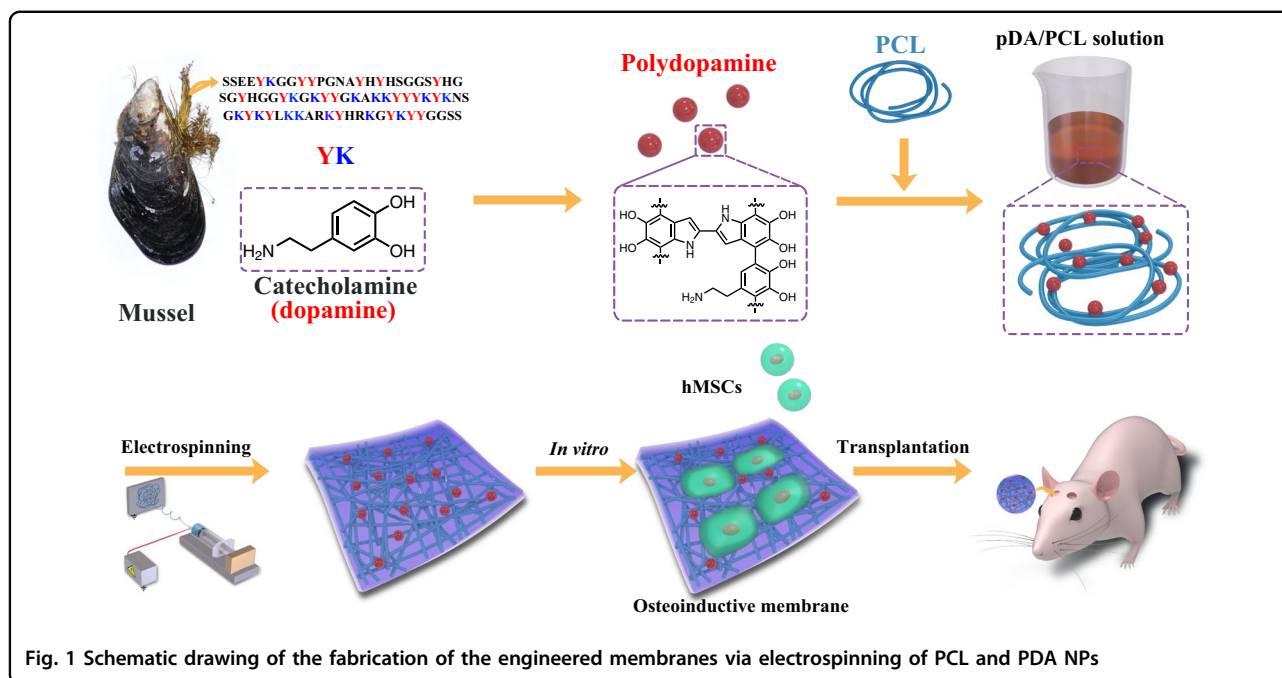 SSEEYKGGYYPGNAYHYHSGGSYHG
SGYHGGYKGKYYGKAKKYYYKYKNS
GKYKYLKKARKYHRKGYKYYGGSS
YK
OH
OH
H₂N
Mussel
Catecholamine
(dopamine)
Polydopamine
H
N
OH
HO
HO
OH
N
H
OH
OH
H₂N
PCL
pDA/PCL solution
Electrospinning
In vitro
hMSCs
Osteoinductive membrane
Transplantation
Fig. 1 Schematic drawing of the fabrication of the engineered membranes via electrospinning of PCL and PDA NPs